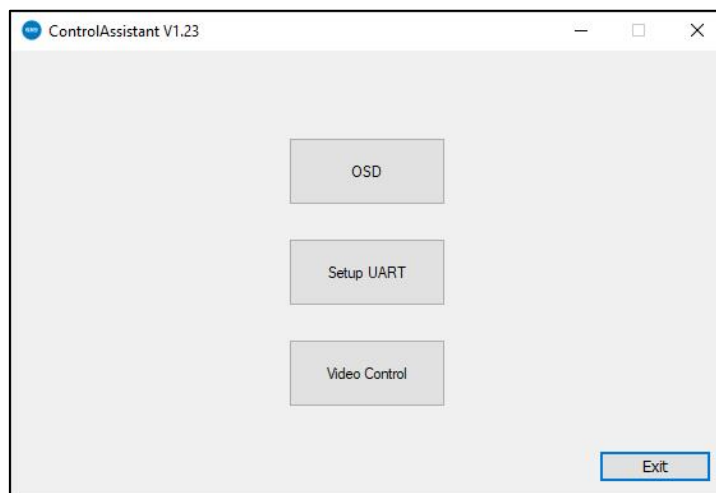 ControlAssistant V1.23
OSD
Setup UART
Video Control
Exit